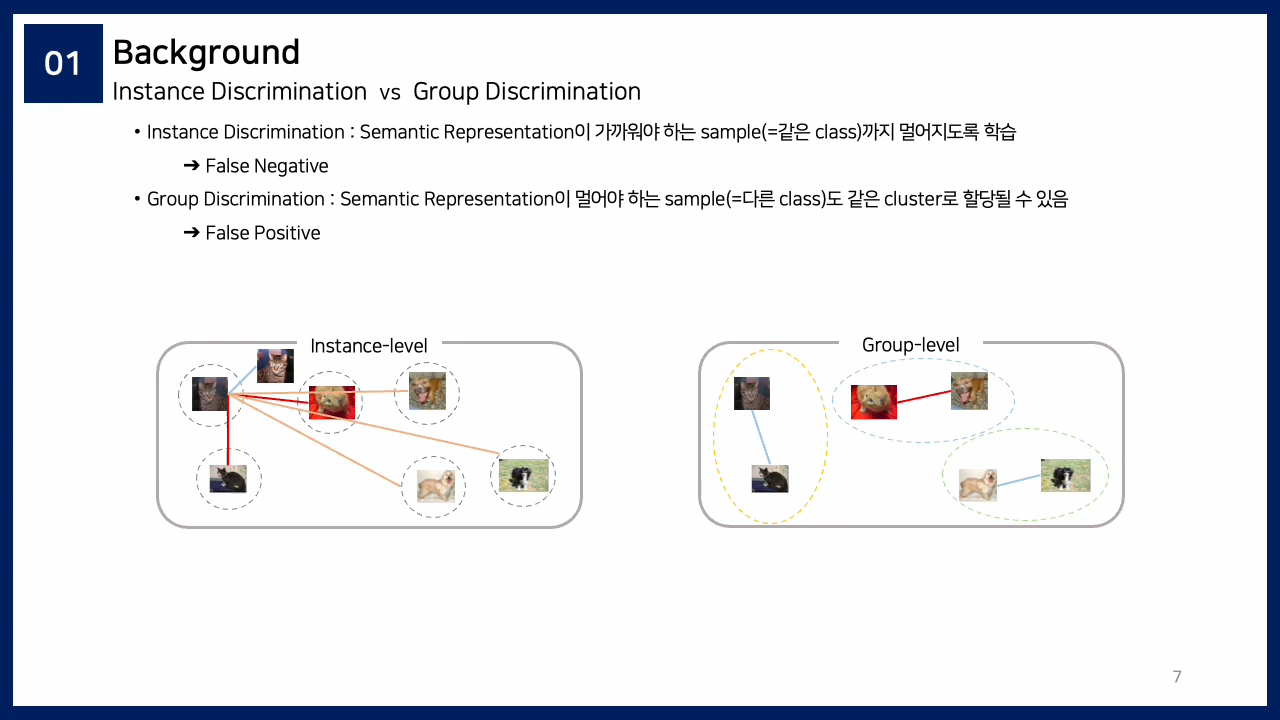 01
Background
Instance Discrimination vs Group Discrimination
• Instance Discrimination : Semantic Representation이 가까워야 하는 sample(=같은 class)까지 멀어지도록 학습
➔ False Negative
• Group Discrimination : Semantic Representation이 멀어야 하는 sample(=다른 class)도 같은 cluster로 할당될 수 있음
➔ False Positive
Instance-level
Group-level
7